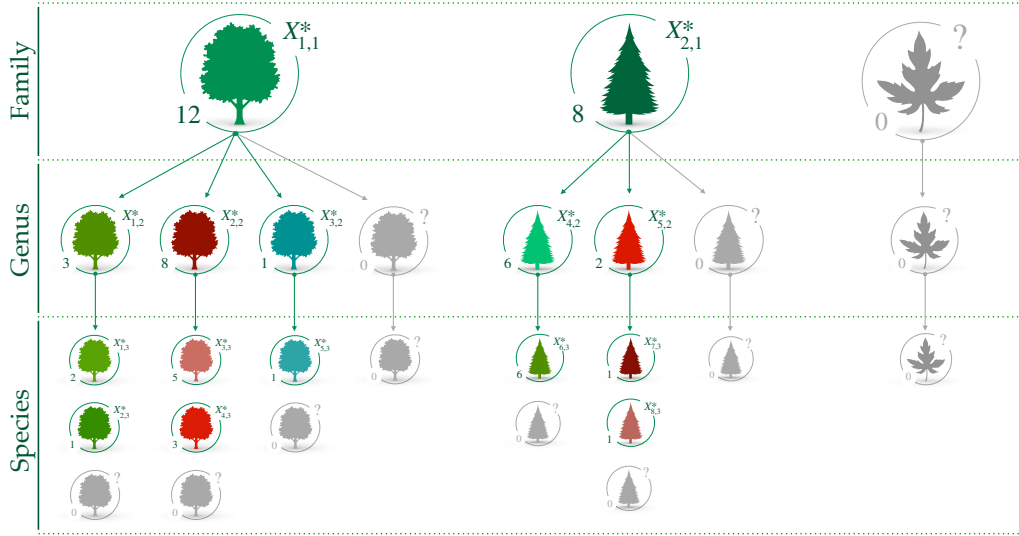 Family
X*1,1
12
X*2,1
8
?
0
Genus
X*1,2
3
X*2,2
8
X*3,2
1
?
0
X*4,2
6
X*5,2
2
?
0
?
0
Species
X*1,3
2
X*3,3
5
X*5,3
1
?
0
X*6,3
6
X*7,3
1
?
0
?
0
X*2,3
1
X*4,3
3
?
0
?
0
X*8,3
1
?
0
?
0
?
0